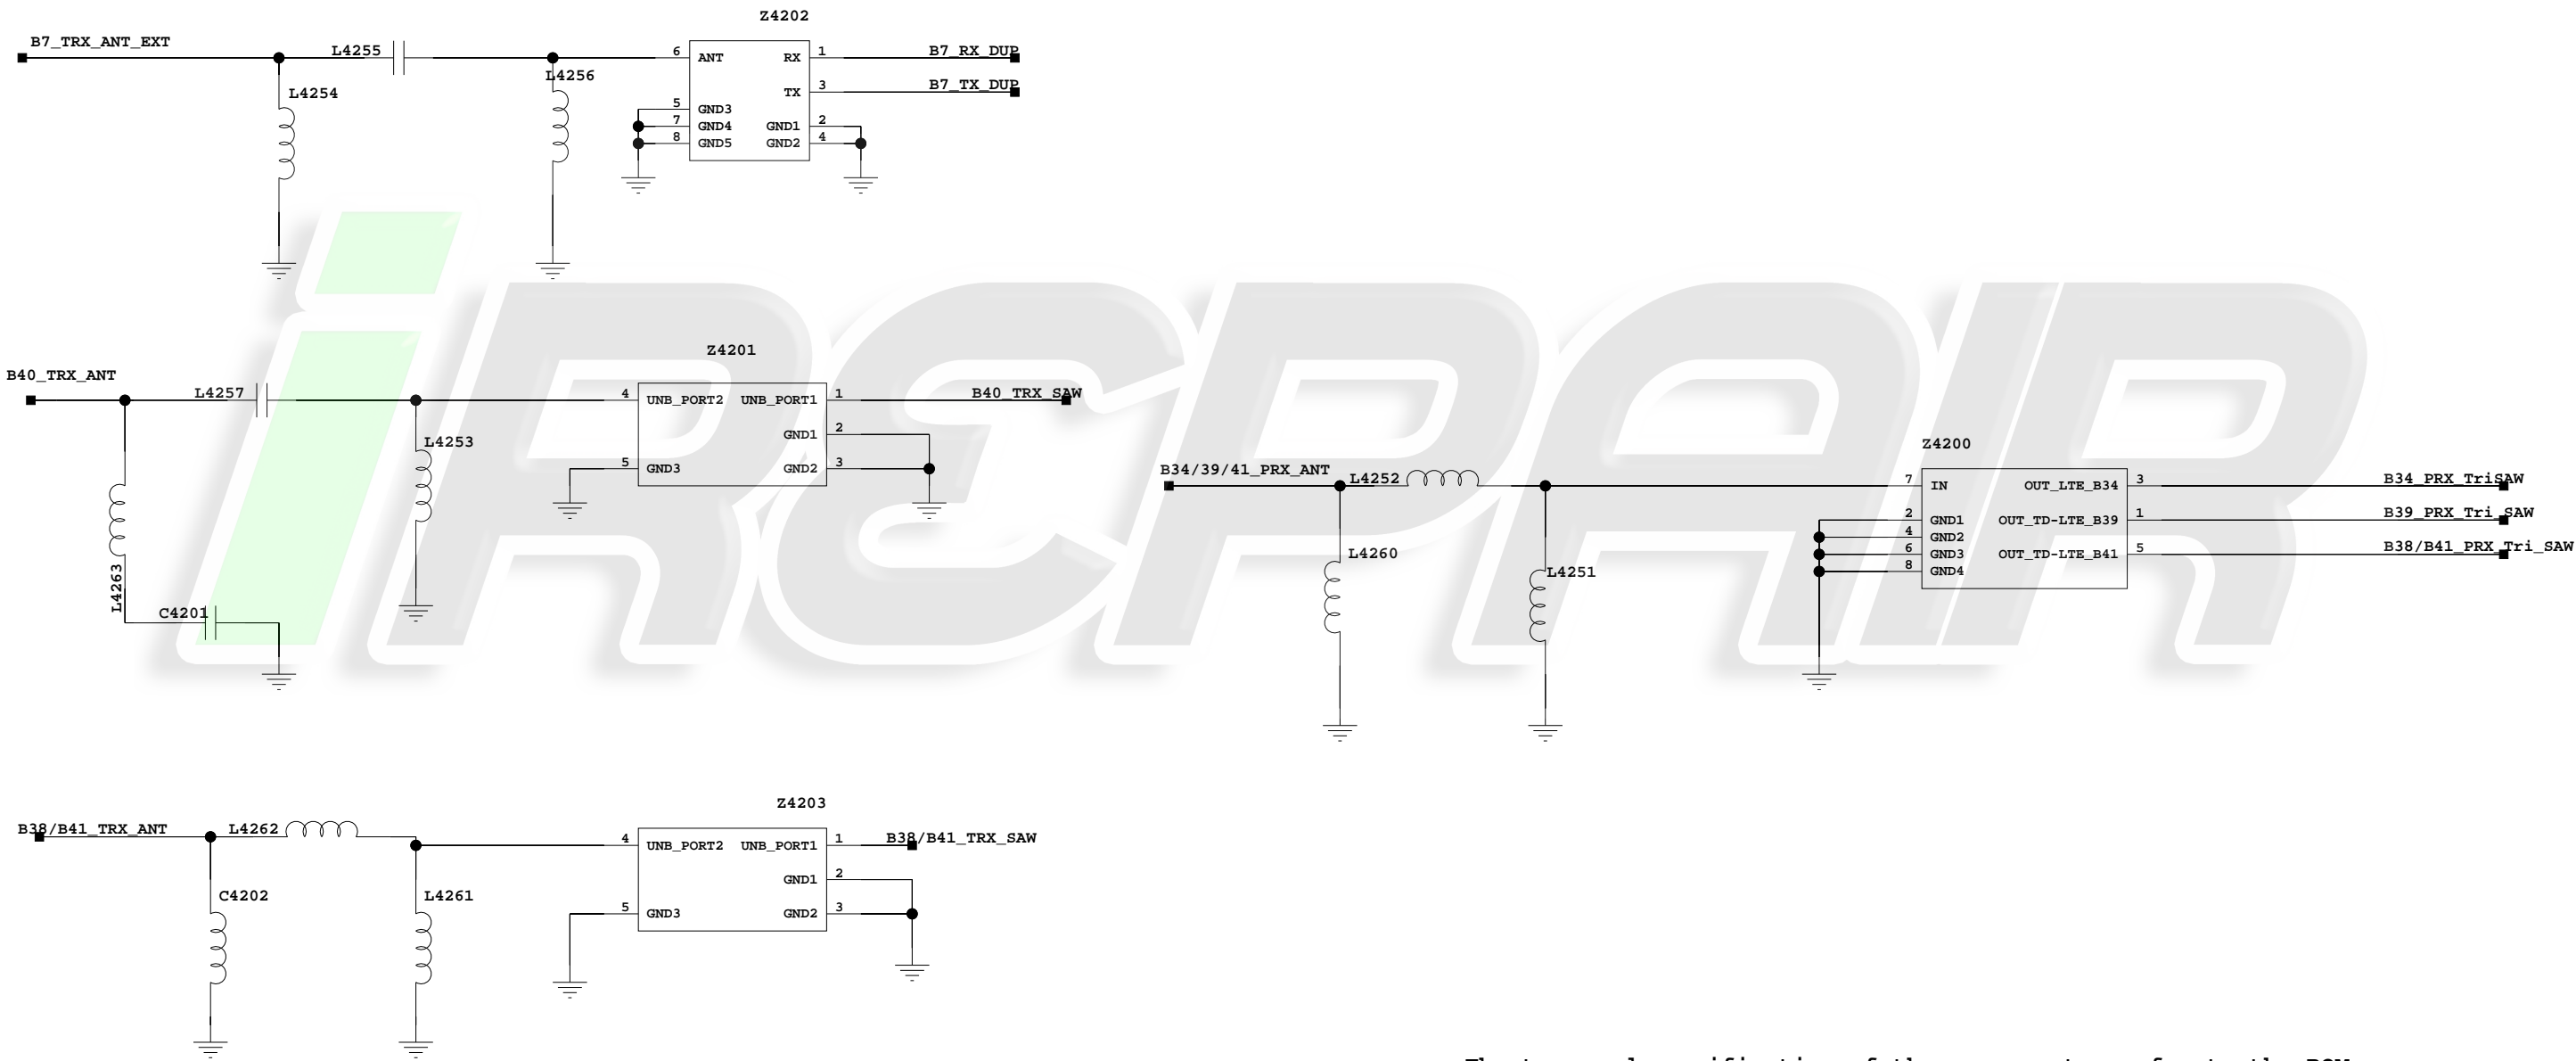 Z4202
B7_TRX_ANT_EXT
L4255
L4256
L4254
6 ANT RX 1 B7_RX_DUP
TX 3 B7_TX_DUP
5 GND3
7 GND4 GND1 2
8 GND5 GND2 4
iREPAIR
Z4201
B40_TRX_ANT
L4257
4 UNB_PORT2 UNB_PORT1 1 B40_TRX_SAW
L4253
GND1 2
5 GND3 GND2 3
L4263
C4201
Z4200
B34/39/41_PRX_ANT
L4252
7 IN OUT_LTE_B34 3 B34_PRX_TriSAW
2 GND1 OUT_TD-LTE_B39 1 B39_PRX_Tri_SAW
4 GND2
6 GND3 OUT_TD-LTE_B41 5 B38/B41_PRX_Tri_SAW
8 GND4
L4260
L4251
Z4203
B38/B41_TRX_ANT
L4262
4 UNB_PORT2 UNB_PORT1 1 B38/B41_TRX_SAW
GND1 2
5 GND3 GND2 3
C4202
L4261